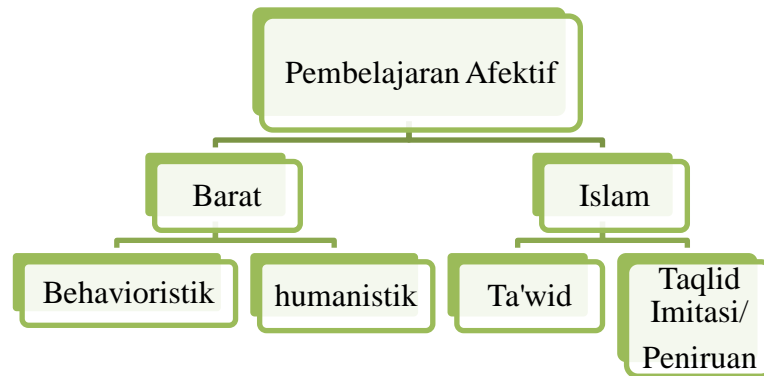 Pembelajaran Afektif
Barat
Islam
Behavioristik
humanistik
Ta'wid
Taqlid
Imitasi/
Peniruan